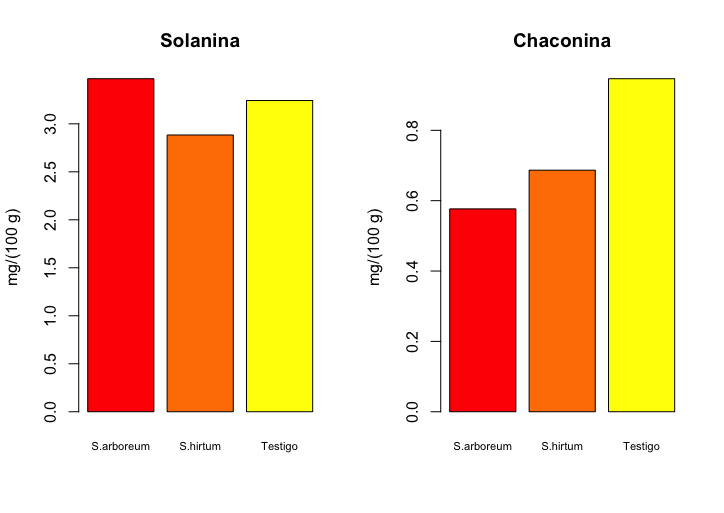 Solanina
mg/(100 g)
3.0
2.5
2.0
1.5
1.0
0.5
0.0
S.arboreum S.hirtum Testigo
Chaconina
mg/(100 g)
0.8
0.6
0.4
0.2
0.0
S.arboreum S.hirtum Testigo